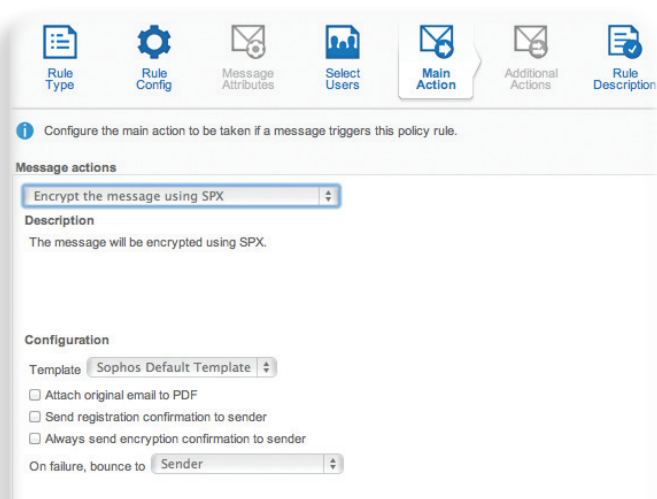 Rule Type
Rule Config
Message Attributes
Select Users
Main Action
Additional Actions
Rule Description
Configure the main action to be taken if a message triggers this policy rule.
Message actions
Encrypt the message using SPX
Description
The message will be encrypted using SPX.
Configuration
Template Sophos Default Template
Attach original email to PDF
Send registration confirmation to sender
Always send encryption confirmation to sender
On failure, bounce to Sender